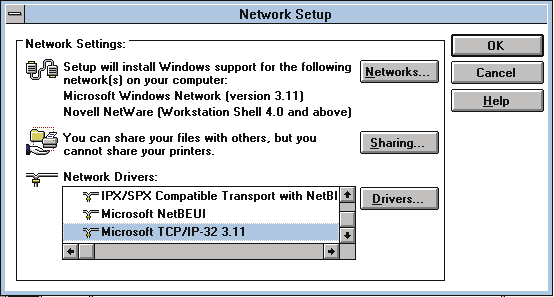 Network Setup
Network Settings:
Setup will install Windows support for the following
network(s) on your computer:
Microsoft Windows Network (version 3.11)
Novell NetWare (Workstation Shell 4.0 and above)
Networks...
You can share your files with others, but you
cannot share your printers.
Sharing...
Network Drivers:
IPX/SPX Compatible Transport with NetBI
Microsoft NetBEUI
Microsoft TCP/IP-32 3.11
Drivers...
OK
Cancel
Help